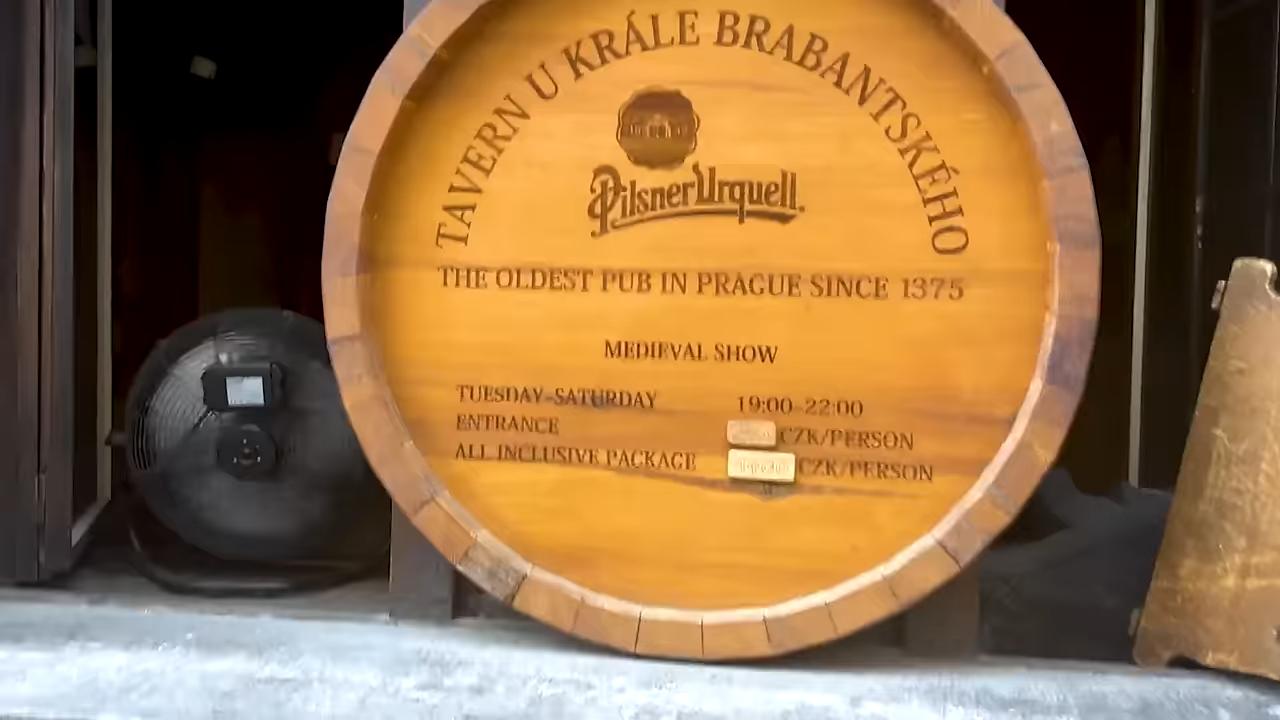 TAVERN U KRÁLE BRABANTSKÉHO
Pilsner Urquell
THE OLDEST PUB IN PRAGUE SINCE 1375
MEDIEVAL SHOW
TUESDAY-SATURDAY 19:00-22:00
ENTRANCE CZK/PERSON
ALL INCLUSIVE PACKAGE CZK/PERSON